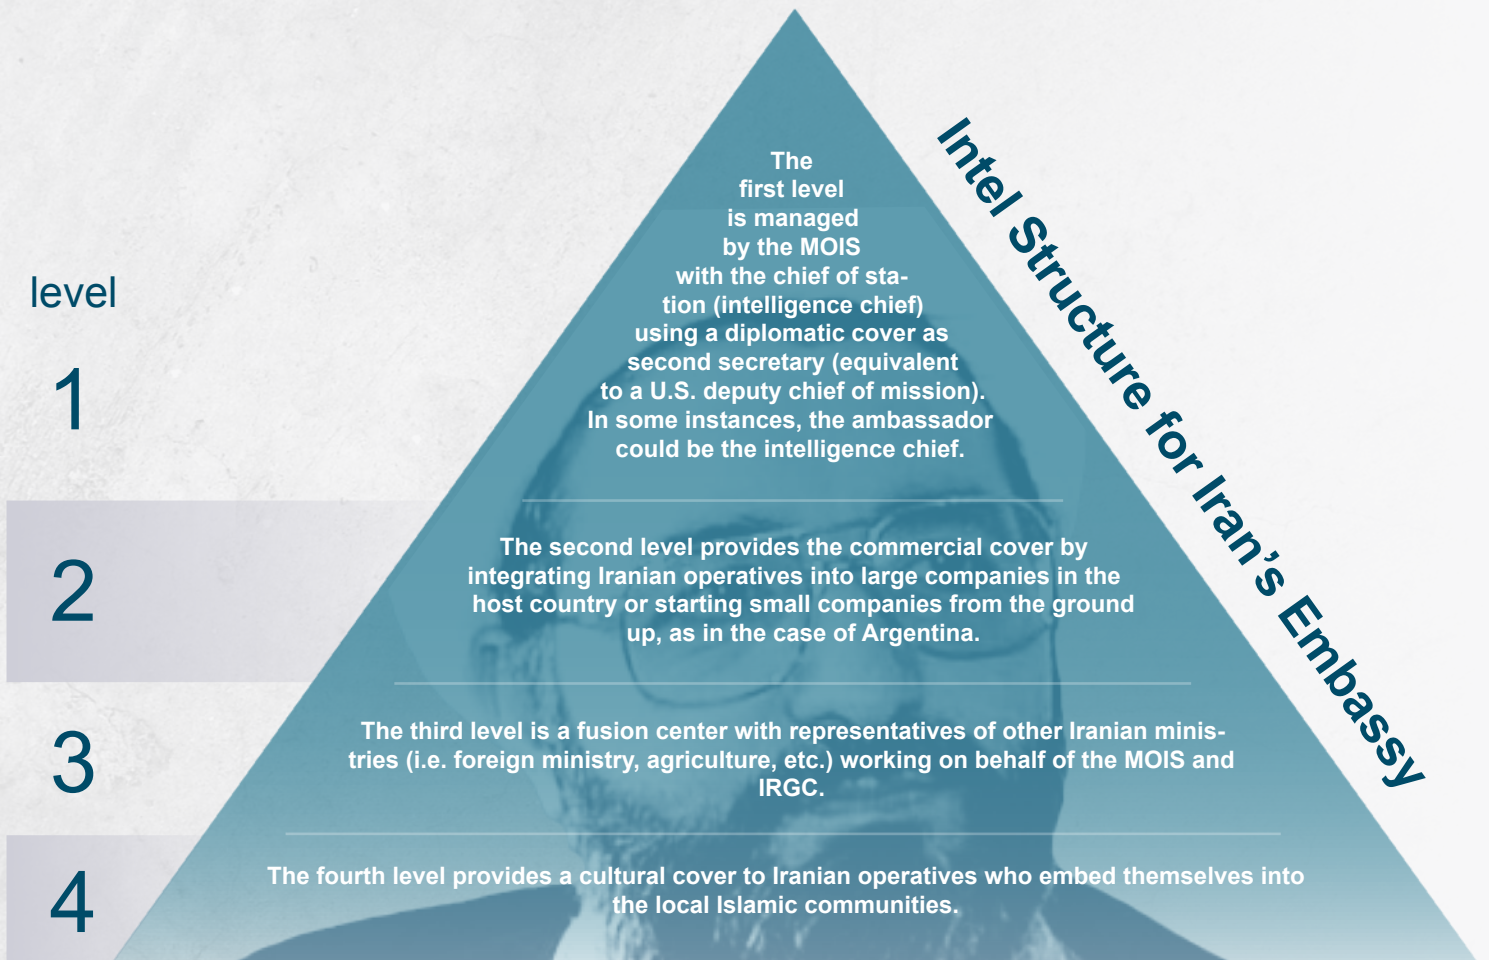 Intel Structure for Iran’s Embassy
level
1
The
first level
is managed
by the MOIS
with the chief of sta-
tion (intelligence chief)
using a diplomatic cover as
second secretary (equivalent
to a U.S. deputy chief of mission).
In some instances, the ambassador
could be the intelligence chief.
2
The second level provides the commercial cover by
integrating Iranian operatives into large companies in the
host country or starting small companies from the ground
up, as in the case of Argentina.
3
The third level is a fusion center with representatives of other Iranian minis-
tries (i.e. foreign ministry, agriculture, etc.) working on behalf of the MOIS and
IRGC.
4
The fourth level provides a cultural cover to Iranian operatives who embed themselves into
the local Islamic communities.